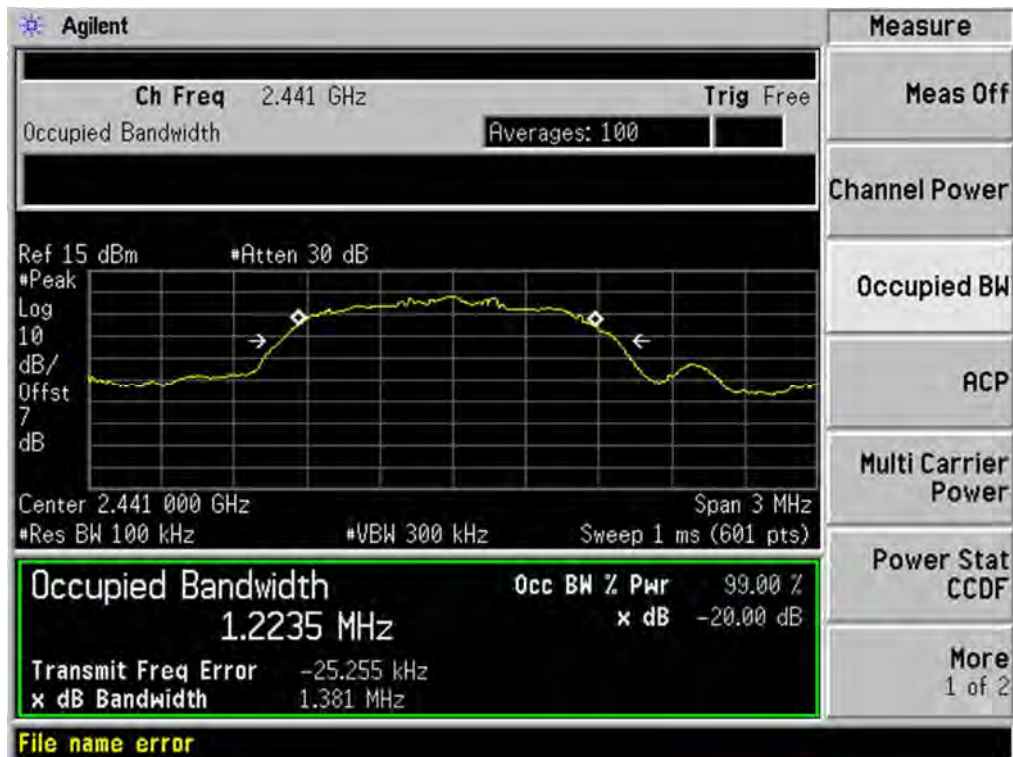 Agilent
Ch Freq 2.441 GHz Trig Free
Occupied Bandwidth Averages: 100
Ref 15 dBm #Atten 30 dB
#Peak
Log
10
dB/
Offst
7
dB
Center 2.441 000 GHz Span 3 MHz
#Res BW 100 kHz #VBW 300 kHz Sweep 1 ms (601 pts)
Occupied Bandwidth Occ BW % Pwr 99.00 %
1.2235 MHz x dB -20.00 dB
Transmit Freq Error -25.255 kHz
x dB Bandwidth 1.381 MHz
File name error
Measure
Meas Off
Channel Power
Occupied BW
ACP
Multi Carrier
Power
Power Stat
CCDF
More
1 of 2